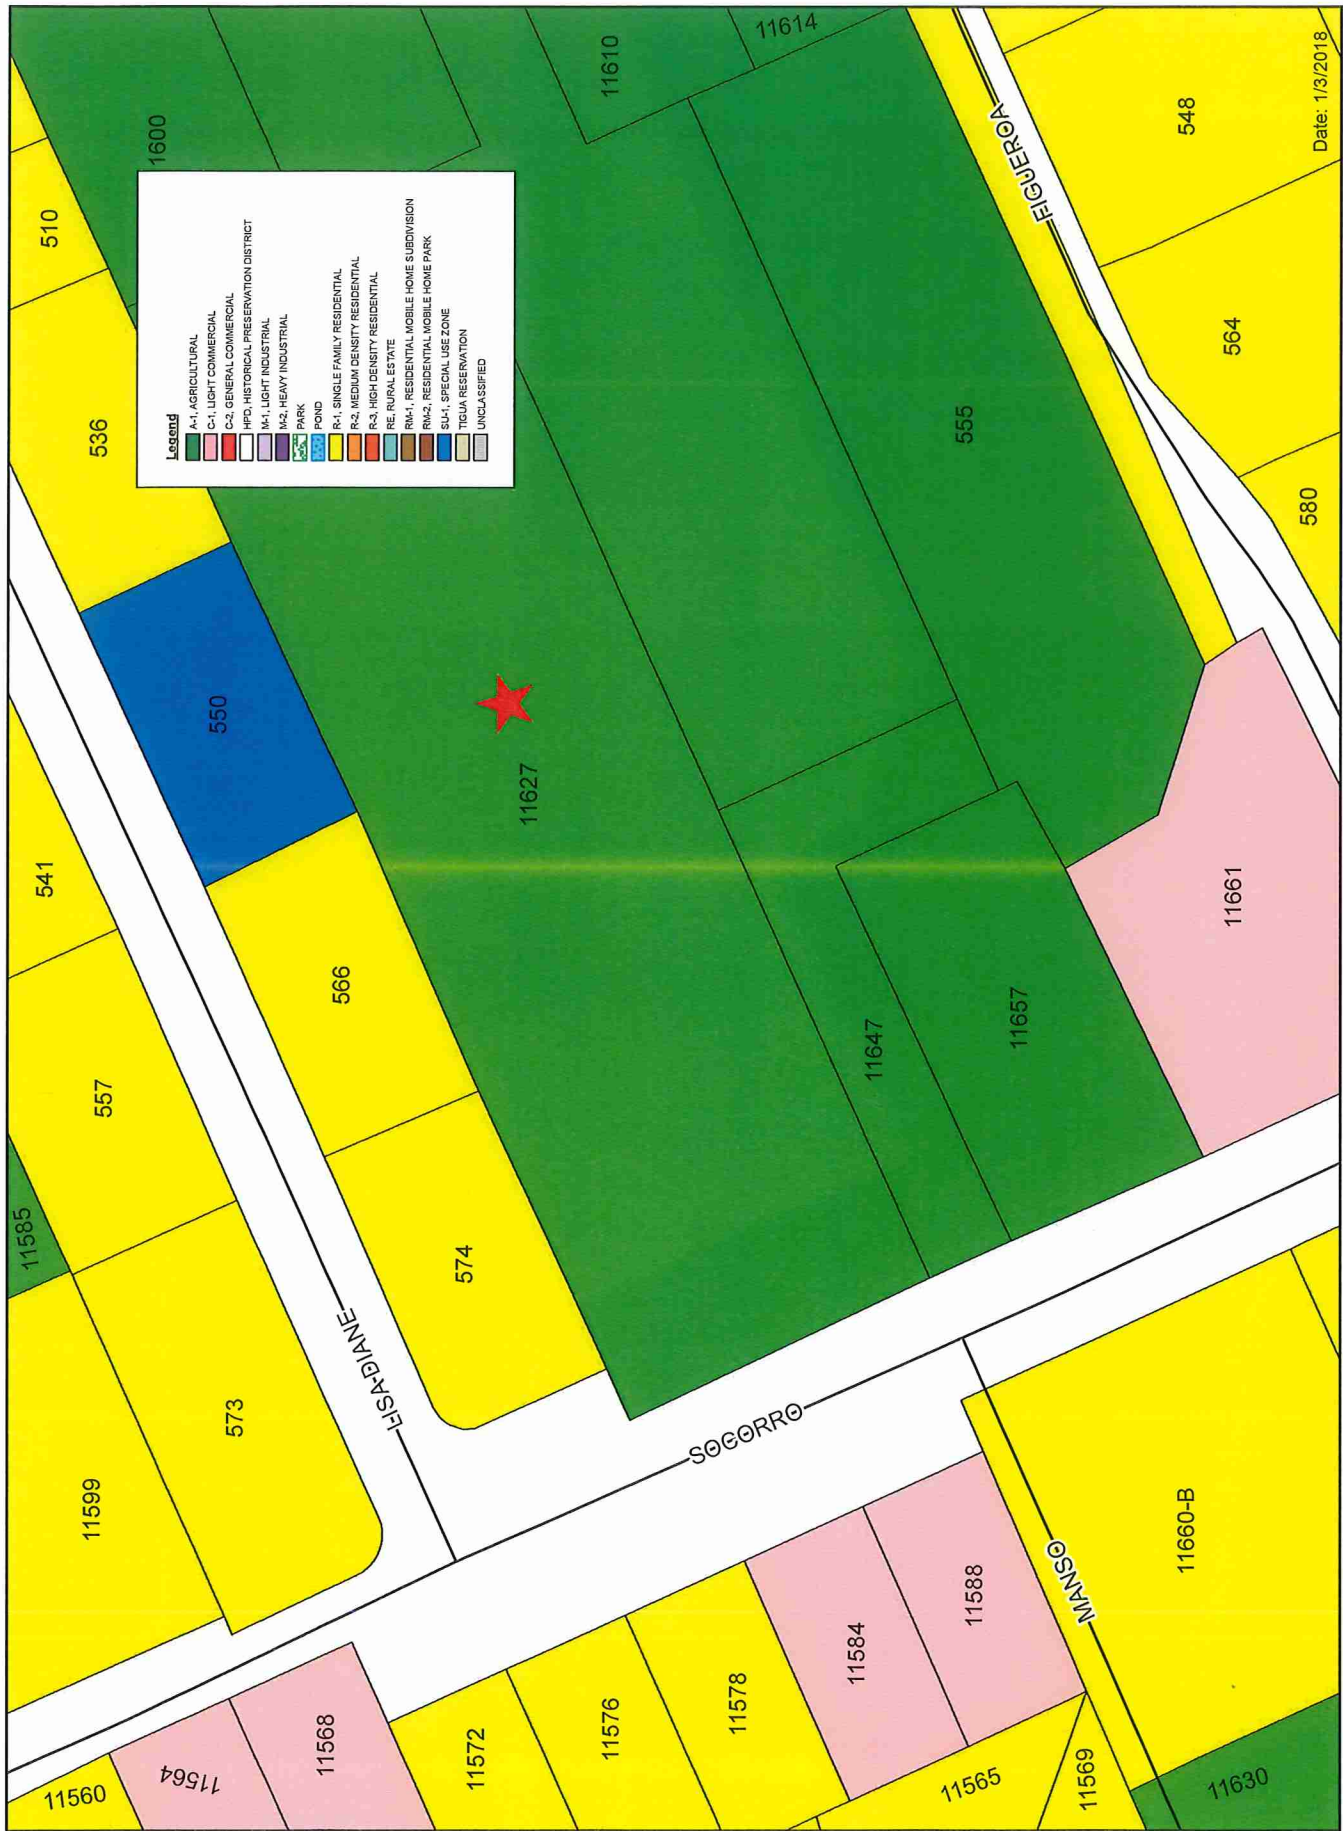 1600
11610
11614
510
536
Legend
A-1, AGRICULTURAL
C-1, LIGHT COMMERCIAL
C-2, GENERAL COMMERCIAL
HPD, HISTORICAL PRESERVATION DISTRICT
M-1, LIGHT INDUSTRIAL
M-2, HEAVY INDUSTRIAL
PARK
POND
R-1, SINGLE FAMILY RESIDENTIAL
R-2, MEDIUM DENSITY RESIDENTIAL
R-3, HIGH DENSITY RESIDENTIAL
RE, RURAL ESTATE
RM-1, RESIDENTIAL MOBILE HOME SUBDIVISION
RM-2, RESIDENTIAL MOBILE HOME PARK
SU-1, SPECIAL USE ZONE
TIGUA RESERVATION
UNCLASSIFIED
FIGUEROA
548
Date: 1/3/2018
564
580
555
550
541
11627
566
557
11585
574
573
11599
LISA DIANE
11647
11657
11661
SOCORRO
11560
11564
11568
11572
11576
11578
11584
11588
MANSO
11660-B
11565
11569
11630